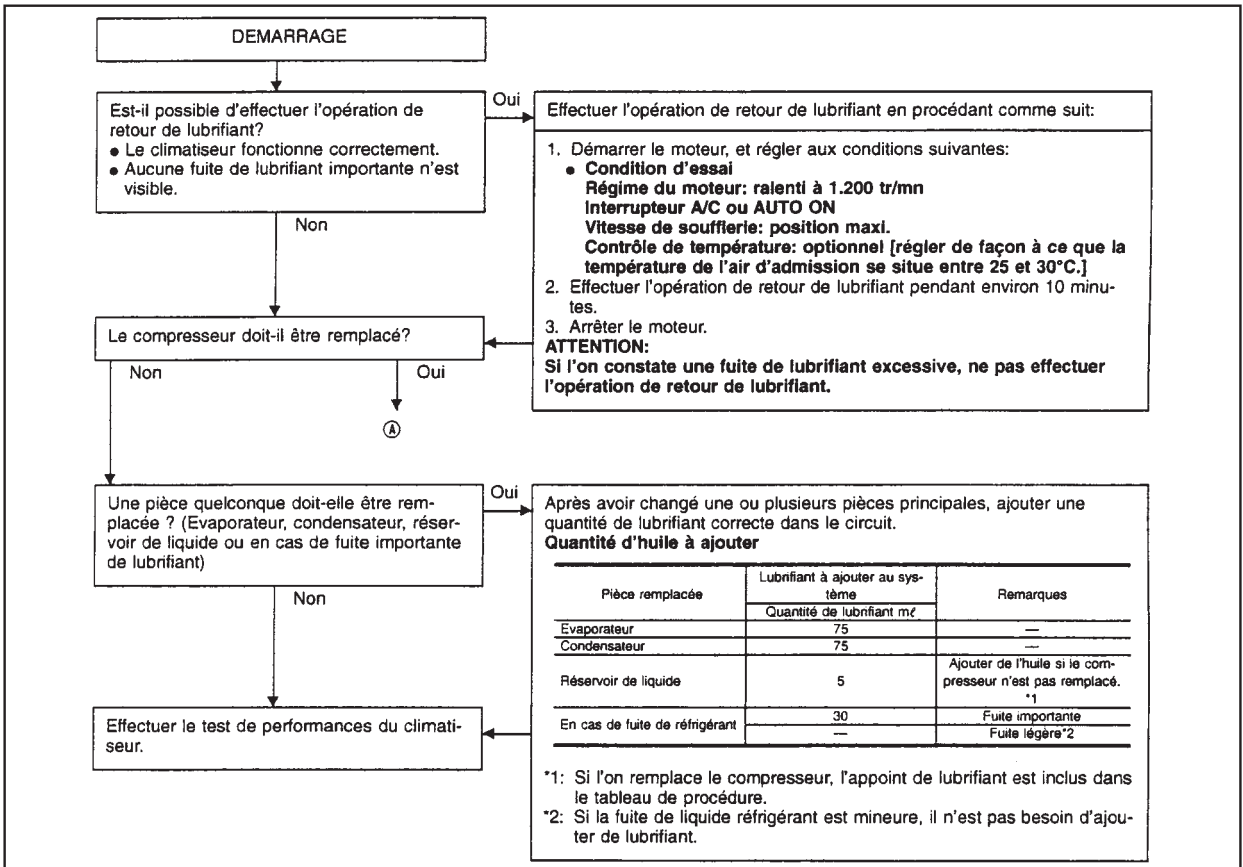 DEMARRAGE
Est-il possible d'effectuer l'opération de
retour de lubrifiant?
● Le climatiseur fonctionne correctement.
● Aucune fuite de lubrifiant importante n'est
visible.
Oui
Non
Effectuer l'opération de retour de lubrifiant en procédant comme suit:
1. Démarrer le moteur, et régler aux conditions suivantes:
● Condition d'essai
Régime du moteur: ralenti à 1.200 tr/mn
Interrupteur A/C ou AUTO ON
Vitesse de soufflerie: position maxi.
Contrôle de température: optionnel [régler de façon à ce que la
température de l'air d'admission se situe entre 25 et 30°C.]
2. Effectuer l'opération de retour de lubrifiant pendant environ 10 minu-
tes.
3. Arrêter le moteur.
ATTENTION:
Si l'on constate une fuite de lubrifiant excessive, ne pas effectuer
l'opération de retour de lubrifiant.
Le compresseur doit-il être remplacé?
Non
Oui
Ⓐ
Une pièce quelconque doit-elle être rem-
placée ? (Evaporateur, condensateur, réser-
voir de liquide ou en cas de fuite importante
de lubrifiant)
Oui
Non
Après avoir changé une ou plusieurs pièces principales, ajouter une
quantité de lubrifiant correcte dans le circuit.
Quantité d'huile à ajouter
Pièce remplacée
Lubrifiant à ajouter au sys-
tème
Quantité de lubrifiant mℓ
Remarques
Evaporateur 75 —
Condensateur 75 —
Réservoir de liquide 5
Ajouter de l'huile si le com-
presseur n'est pas remplacé.
*1
En cas de fuite de réfrigérant
30 Fuite importante
— Fuite légère*2
*1: Si l'on remplace le compresseur, l'appoint de lubrifiant est inclus dans
le tableau de procédure.
*2: Si la fuite de liquide réfrigérant est mineure, il n'est pas besoin d'ajou-
ter de lubrifiant.
Effectuer le test de performances du climati-
seur.